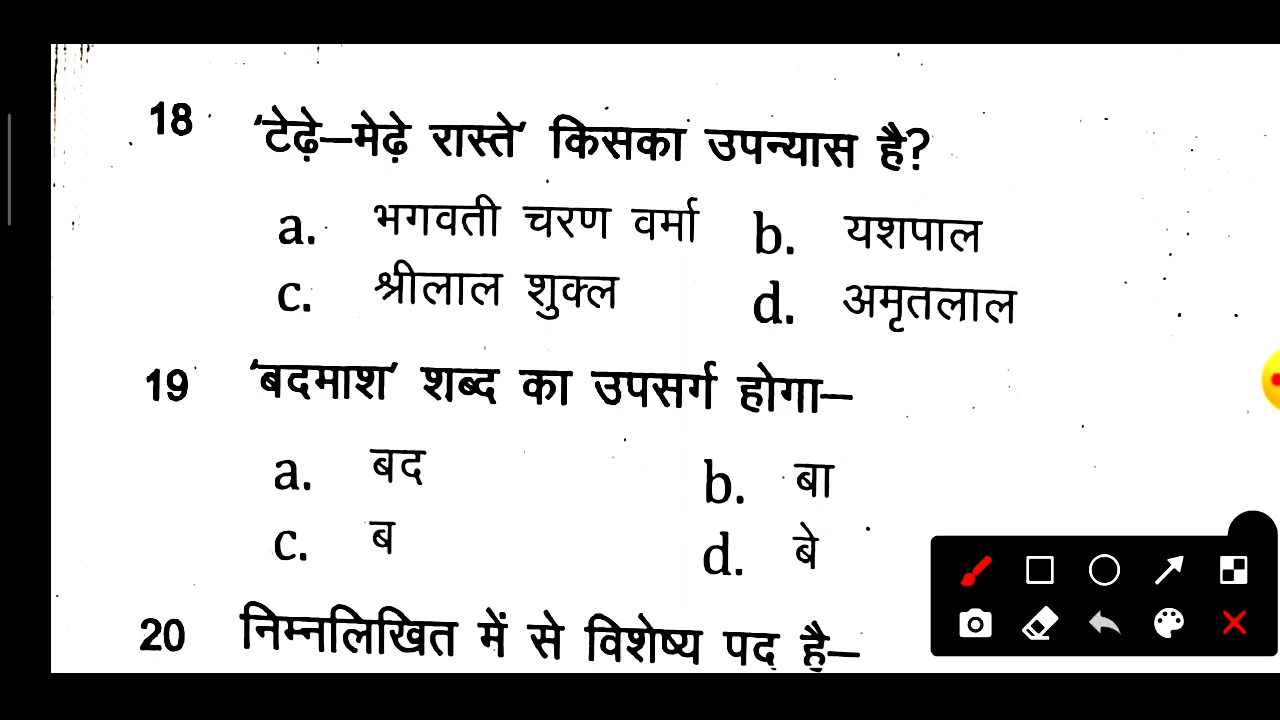 18 'टेढ़े–मेढ़े रास्ते' किसका उपन्यास है?
a. भगवती चरण वर्मा b. यशपाल
c. श्रीलाल शुक्ल d. अमृतलाल
19 'बदमाश' शब्द का उपसर्ग होगा–
a. बद b. बा
c. ब d. बे
20 निम्नलिखित में से विशेष्य पद है–